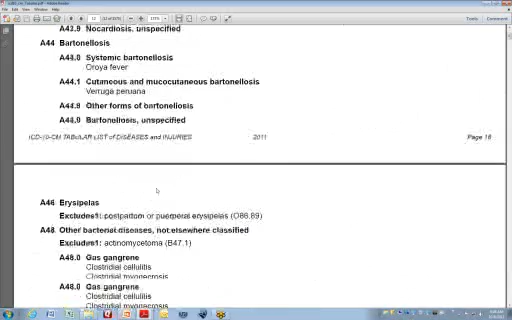 A43.9 Nocardiosis, unspecified
A44 Bartonellosis
A44.0 Systemic bartonellosis
Oroya fever
A44.1 Cutaneous and mucocutaneous bartonellosis
Verruga peruana
A44.8 Other forms of bartonellosis
A44.9 Bartonellosis, unspecified
ICD-10-CM TABULAR LIST of DISEASES and INJURIES 2011 Page 16
A46 Erysipelas
Excludes1: postpartum or puerperal erysipelas (O86.89)
A48 Other bacterial diseases, not elsewhere classified
Excludes1: actinomycetoma (B47.1)
A48.0 Gas gangrene
Clostridial cellulitis
Clostridial myonecrosis
A48.0 Gas gangrene
Clostridial cellulitis
Clostridial myonecrosis